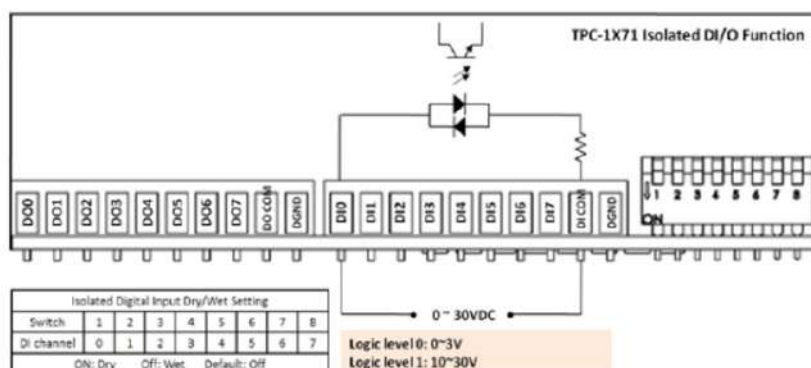 TPC-1X71 Isolated DI/O Function
DO0 DO1 DO2 DO3 DO4 DO5 DO6 DO7 DO COM DGND DI0 DI1 DI2 DI3 DI4 DI5 DI6 DI7 DI COM DGND
1 2 3 4 5 6 7 8
ON
0 ~ 30VDC
Isolated Digital Input Dry/Wet Setting
Switch 1 2 3 4 5 6 7 8
DI channel 0 1 2 3 4 5 6 7
ON: Dry Off: Wet Default: Off
Logic level 0: 0~3V
Logic level 1: 10~30V